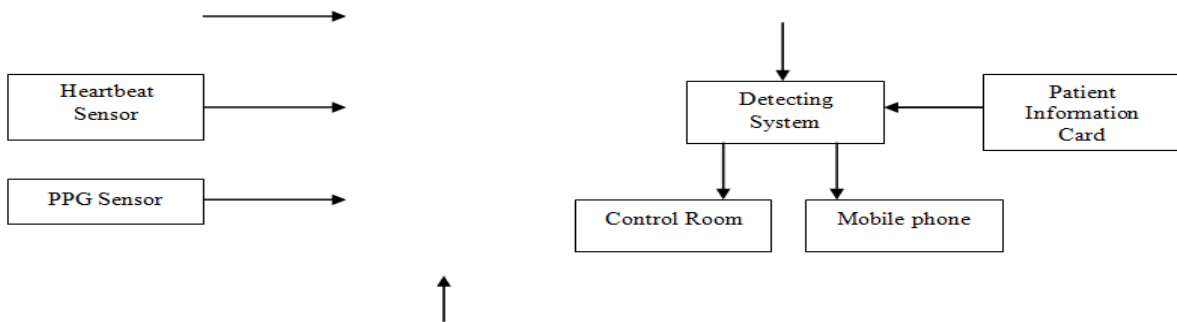 Heartbeat
Sensor
PPG Sensor
Detecting
System
Patient
Information
Card
Control Room
Mobile phone